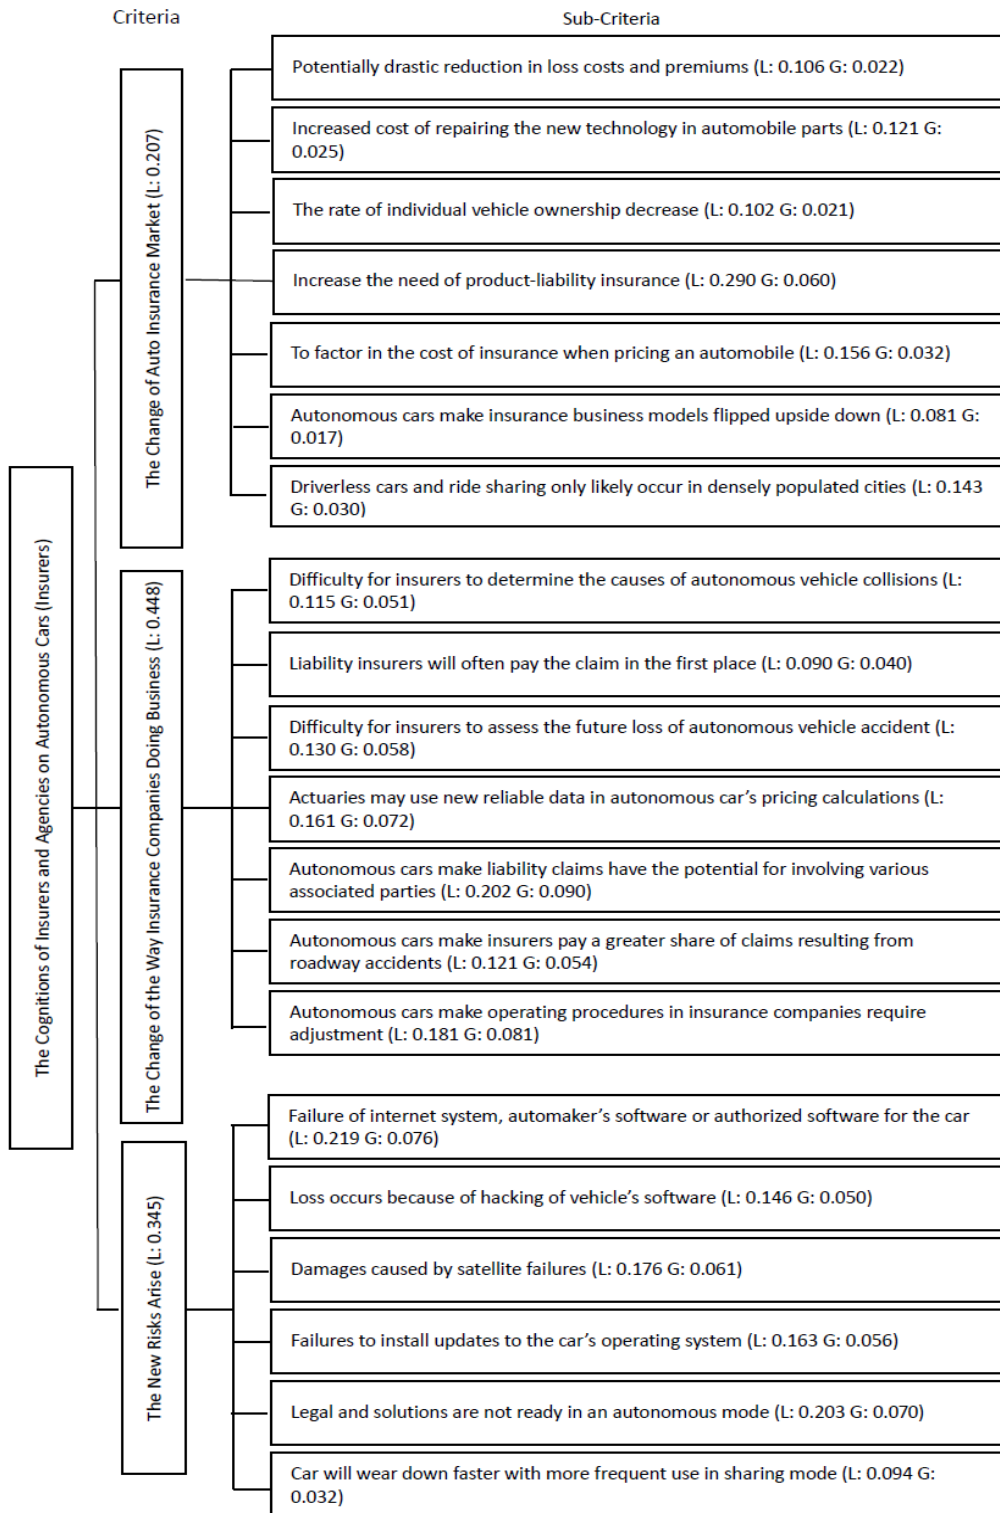 Criteria
Sub-Criteria
The Cognitions of Insurers and Agencies on Autonomous Cars (Insurers)
The Change of Auto Insurance Market (L: 0.207)
Potentially drastic reduction in loss costs and premiums (L: 0.106 G: 0.022)
Increased cost of repairing the new technology in automobile parts (L: 0.121 G:
0.025)
The rate of individual vehicle ownership decrease (L: 0.102 G: 0.021)
Increase the need of product-liability insurance (L: 0.290 G: 0.060)
To factor in the cost of insurance when pricing an automobile (L: 0.156 G: 0.032)
Autonomous cars make insurance business models flipped upside down (L: 0.081 G:
0.017)
Driverless cars and ride sharing only likely occur in densely populated cities (L: 0.143
G: 0.030)
The Change of the Way Insurance Companies Doing Business (L: 0.448)
Difficulty for insurers to determine the causes of autonomous vehicle collisions (L:
0.115 G: 0.051)
Liability insurers will often pay the claim in the first place (L: 0.090 G: 0.040)
Difficulty for insurers to assess the future loss of autonomous vehicle accident (L:
0.130 G: 0.058)
Actuaries may use new reliable data in autonomous car’s pricing calculations (L:
0.161 G: 0.072)
Autonomous cars make liability claims have the potential for involving various
associated parties (L: 0.202 G: 0.090)
Autonomous cars make insurers pay a greater share of claims resulting from
roadway accidents (L: 0.121 G: 0.054)
Autonomous cars make operating procedures in insurance companies require
adjustment (L: 0.181 G: 0.081)
The New Risks Arise (L: 0.345)
Failure of internet system, automaker’s software or authorized software for the car
(L: 0.219 G: 0.076)
Loss occurs because of hacking of vehicle’s software (L: 0.146 G: 0.050)
Damages caused by satellite failures (L: 0.176 G: 0.061)
Failures to install updates to the car’s operating system (L: 0.163 G: 0.056)
Legal and solutions are not ready in an autonomous mode (L: 0.203 G: 0.070)
Car will wear down faster with more frequent use in sharing mode (L: 0.094 G:
0.032)